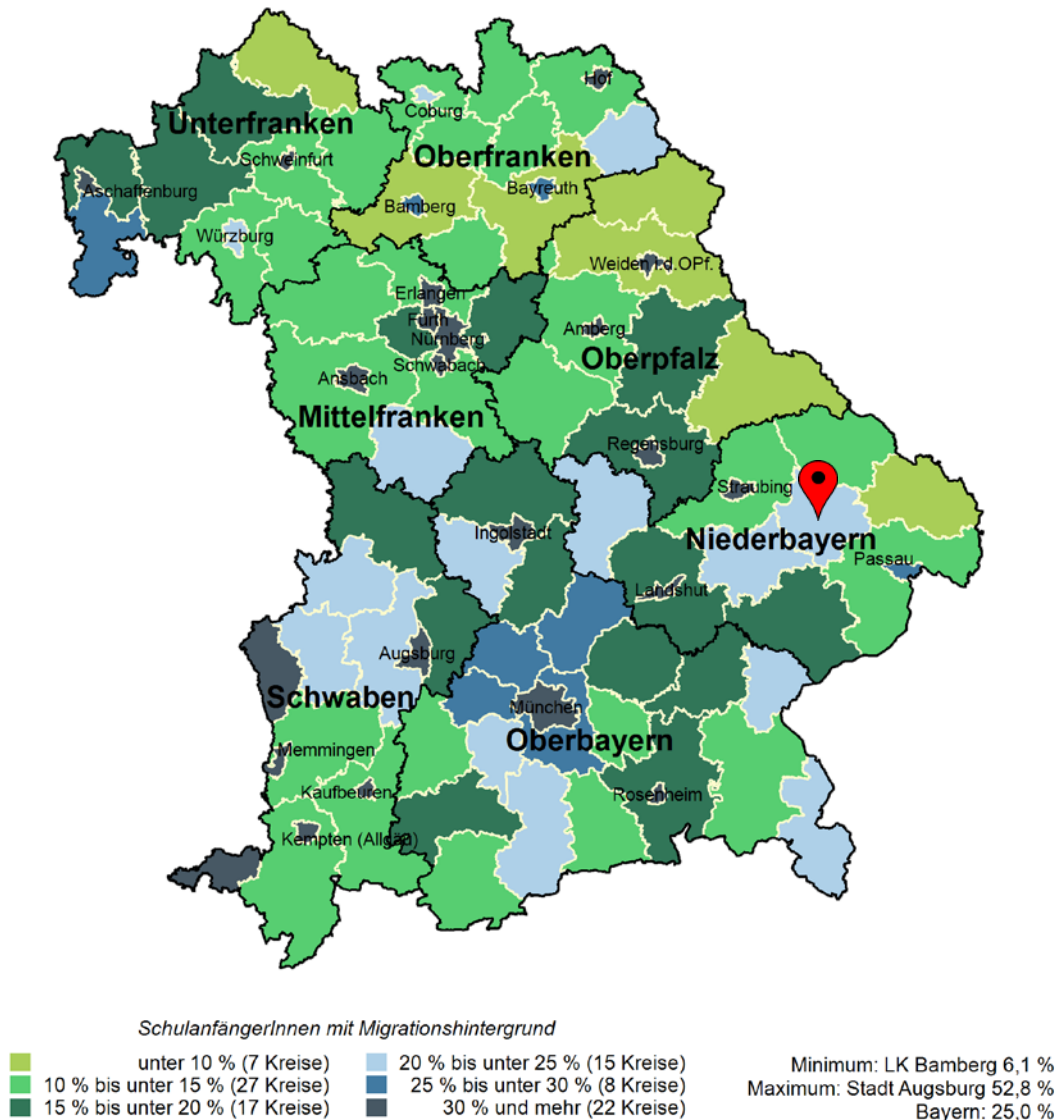 Hof
Coburg
Unterfranken
Oberfranken
Schweinfurt
Aschaffenburg
Bayreuth
Bamberg
Würzburg
Weiden i.d.OPf.
Erlangen
Fürth
Nürnberg
Amberg
Oberpfalz
Schwabach
Ansbach
Mittelfranken
Regensburg
Straubing
Ingolstadt
Niederbayern
Passau
Landshut
Augsburg
Schwaben
München
Oberbayern
Memmingen
Kaufbeuren
Rosenheim
Kempten (Allgäu)
SchulanfängerInnen mit Migrationshintergrund
unter 10 % (7 Kreise)
10 % bis unter 15 % (27 Kreise)
15 % bis unter 20 % (17 Kreise)
20 % bis unter 25 % (15 Kreise)
25 % bis unter 30 % (8 Kreise)
30 % und mehr (22 Kreise)
Minimum: LK Bamberg 6,1 %
Maximum: Stadt Augsburg 52,8 %
Bayern: 25,0 %